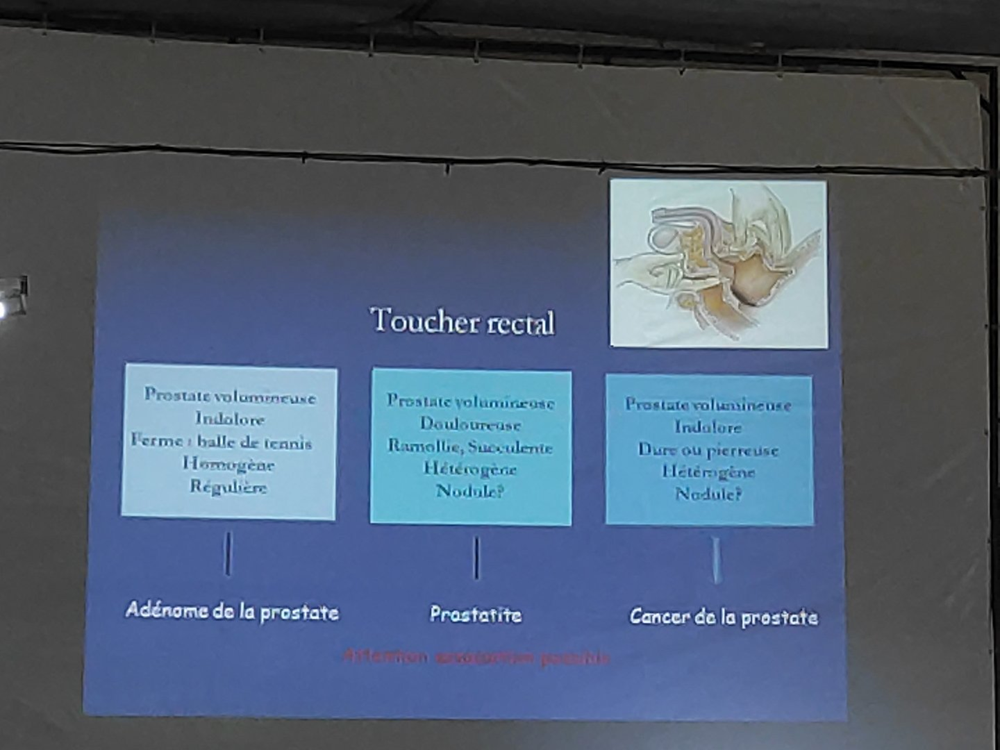 Toucher rectal
Prostate volumineuse
Indolore
Ferme : balle de tennis
Homogène
Régulière
Prostate volumineuse
Douloureuse
Ramollie, Succulente
Hétérogène
Nodule?
Prostate volumineuse
Indolore
Dure ou pierreuse
Hétérogène
Nodule?
Adénome de la prostate
Prostatite
Cancer de la prostate
Attention association possible